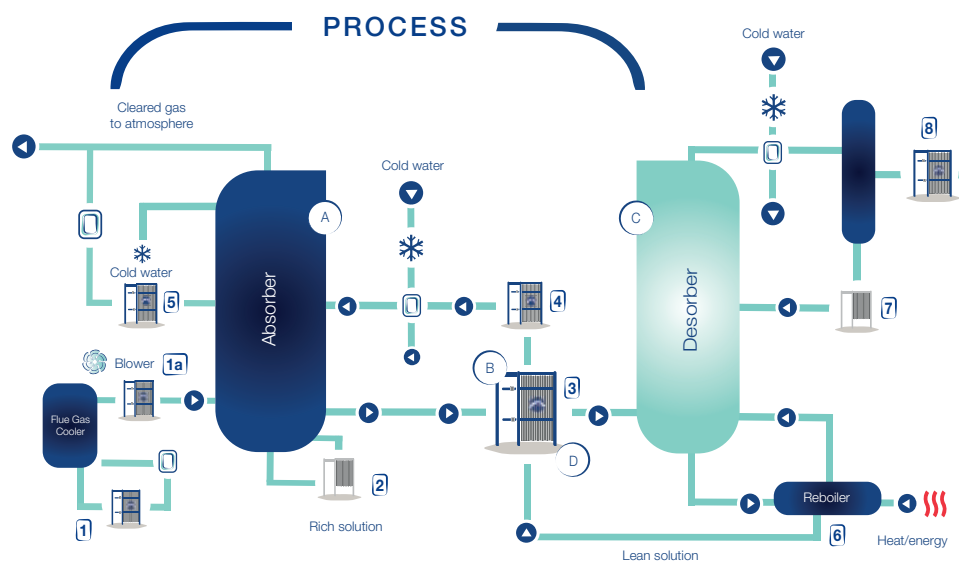 PROCESS
Cold water
Cleared gas
to atmosphere
8
Cold water
A
C
Cold water
5
4
7
Absorber
Desorber
Blower
1a
B
3
Flue Gas
Cooler
D
2
1
Rich solution
Reboiler
6
Heat/energy
Lean solution